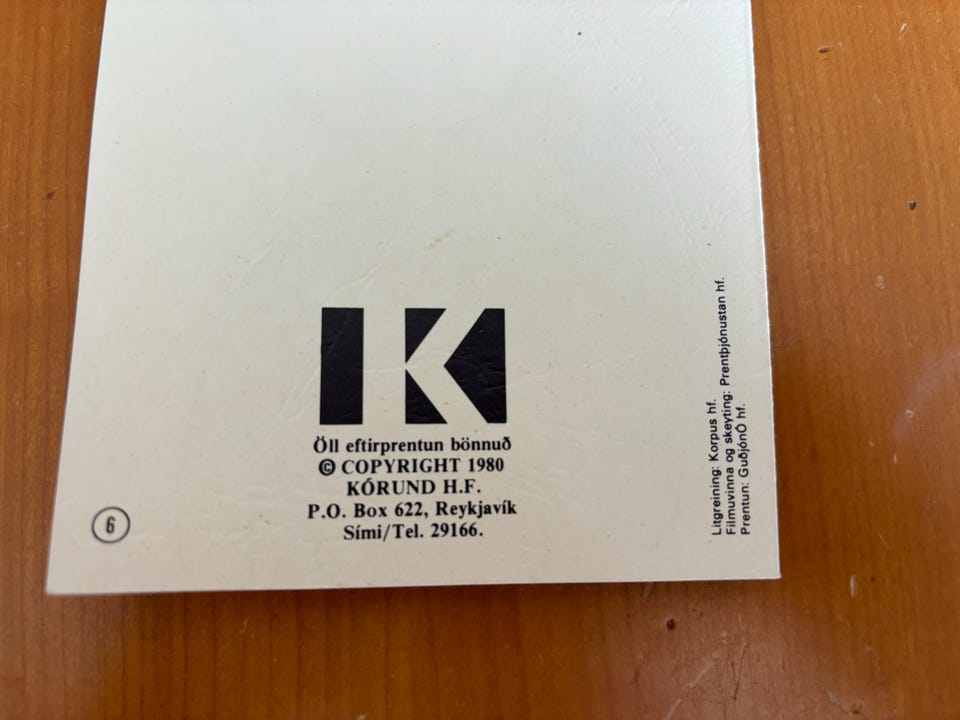 K
Öll eftirprentun bönnuð
© COPYRIGHT 1980
KÓRUND H.F.
P.O. Box 622, Reykjavík
Sími/Tel. 29166.
6
Litgreining: Korpus hf.
Filmuvinna og skeyting: Prentþjónustan hf.
Prentun: GuðjónÓ hf.